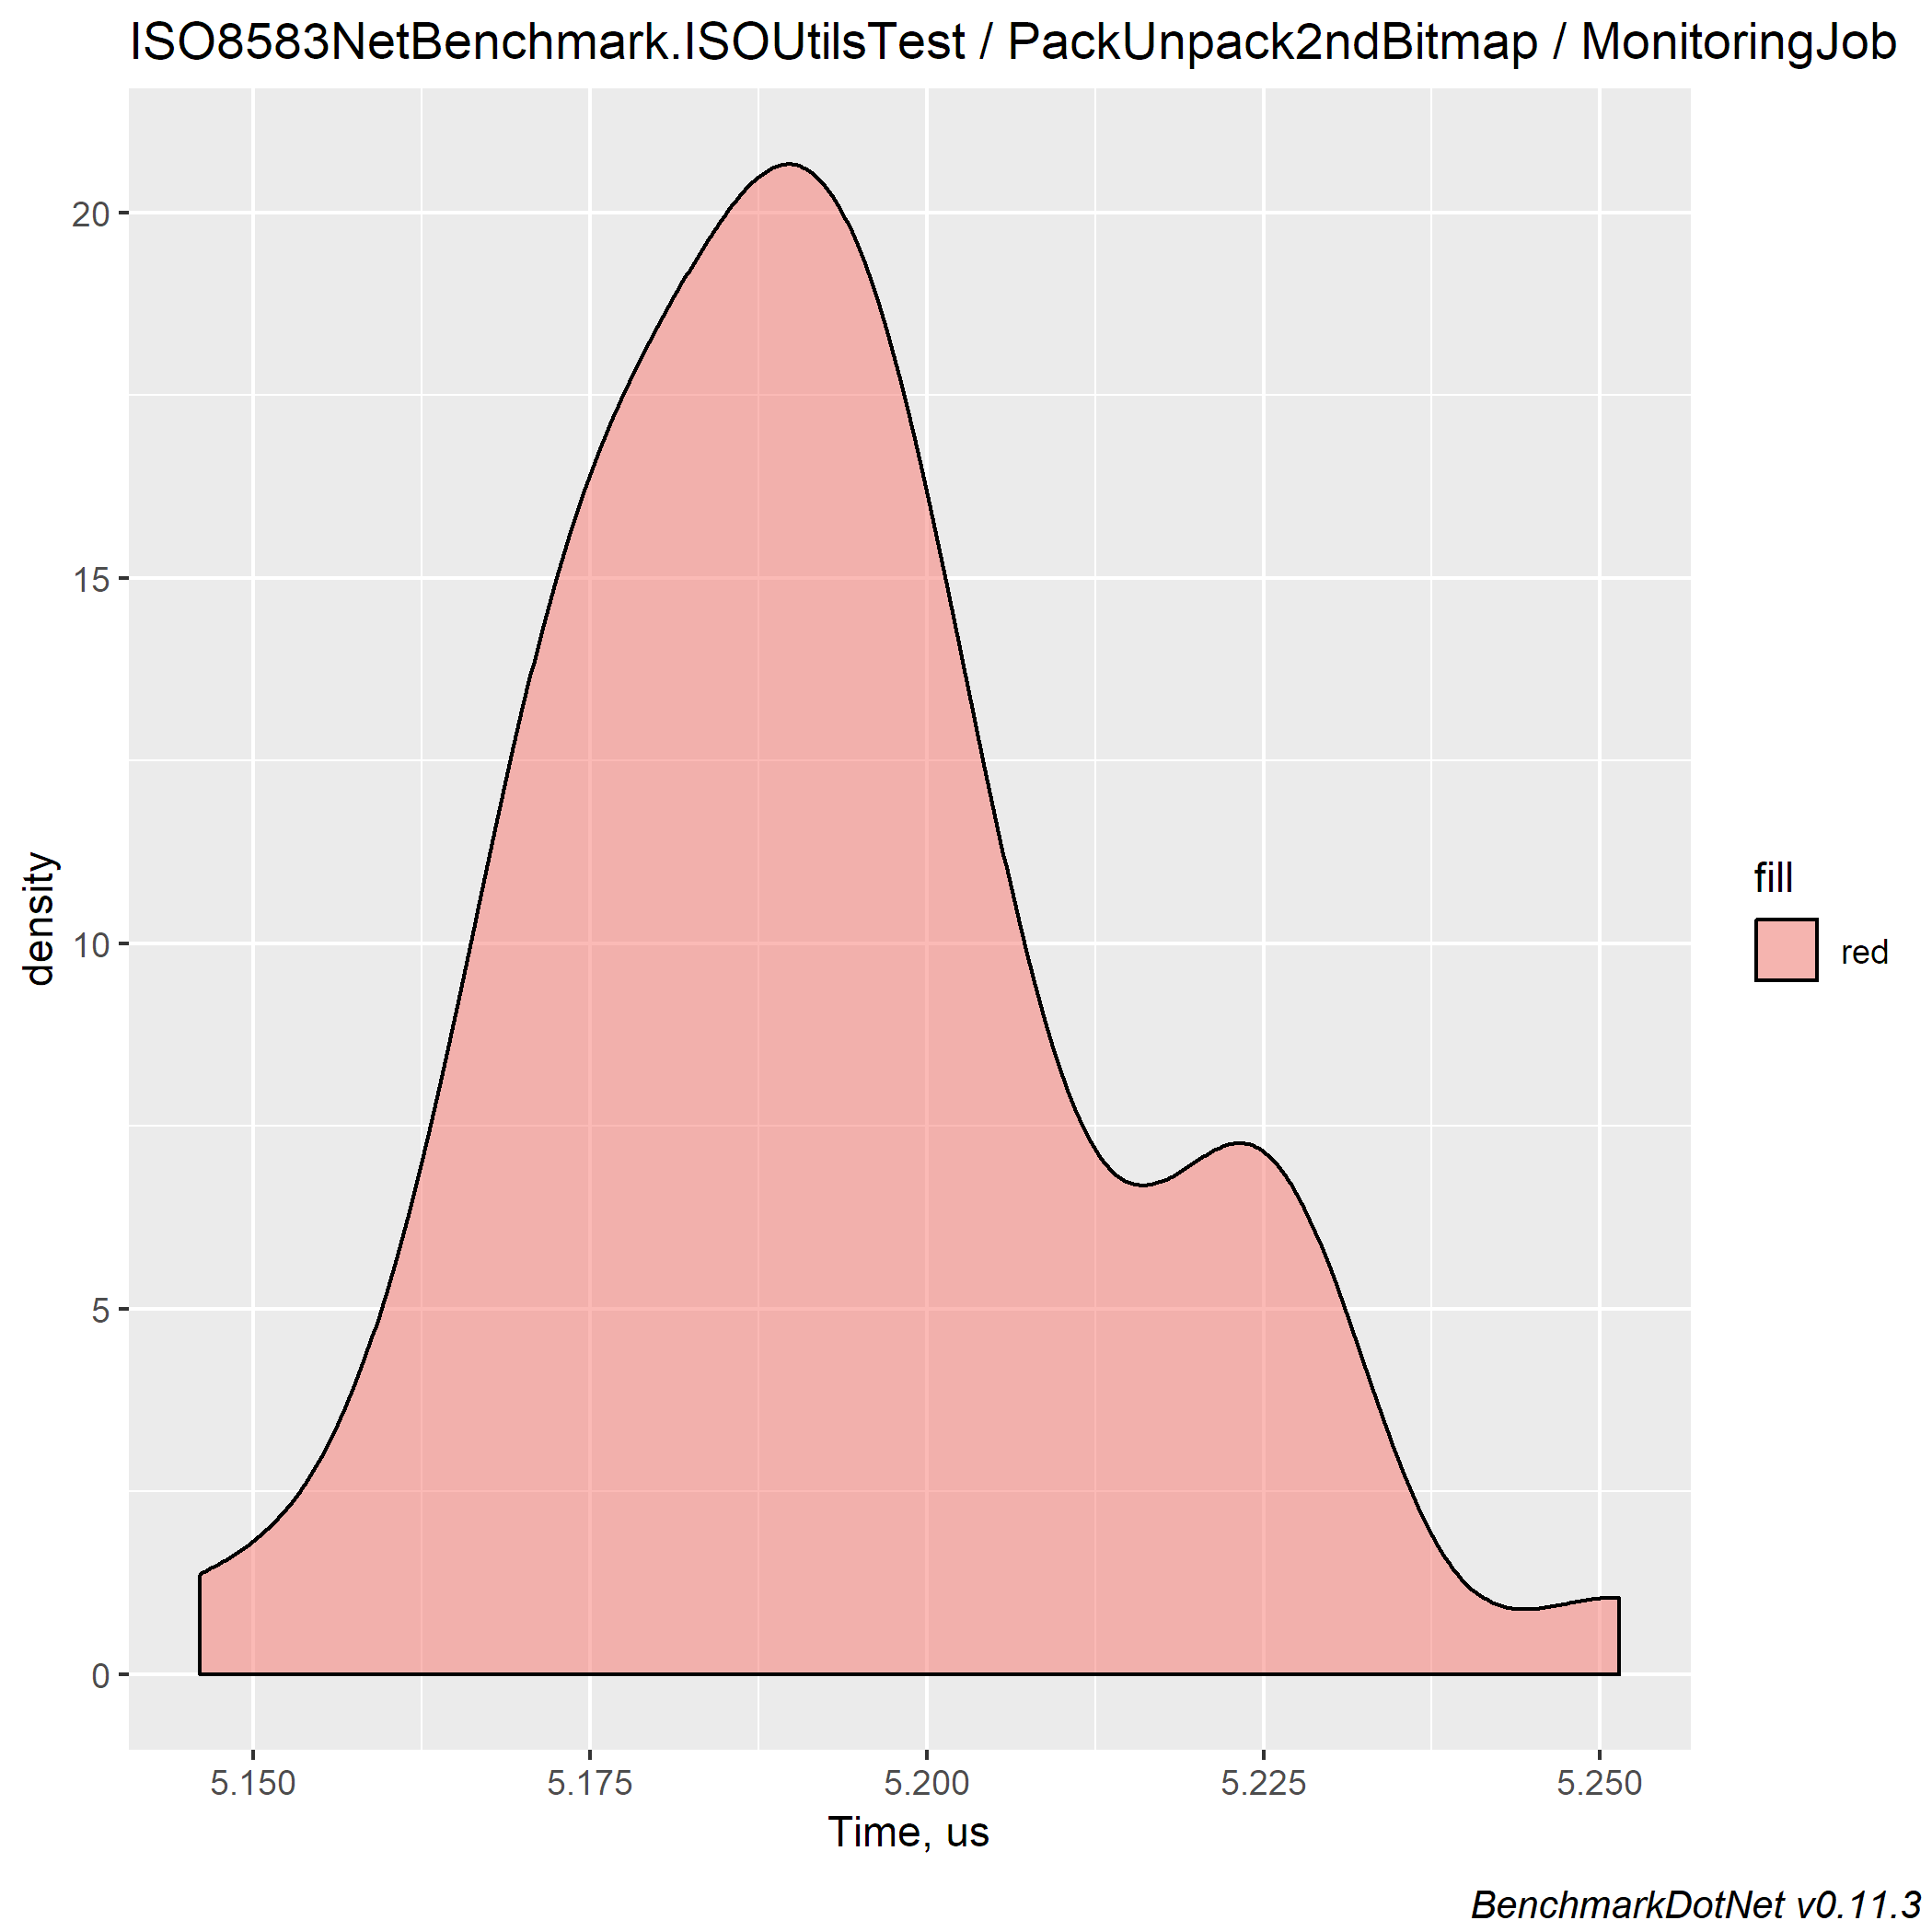 ISO8583NetBenchmark.ISOUtilsTest / PackUnpack2ndBitmap / MonitoringJob
20
15
10
5
0
density
5.150 5.175 5.200 5.225 5.250
Time, us
fill
red
BenchmarkDotNet v0.11.3